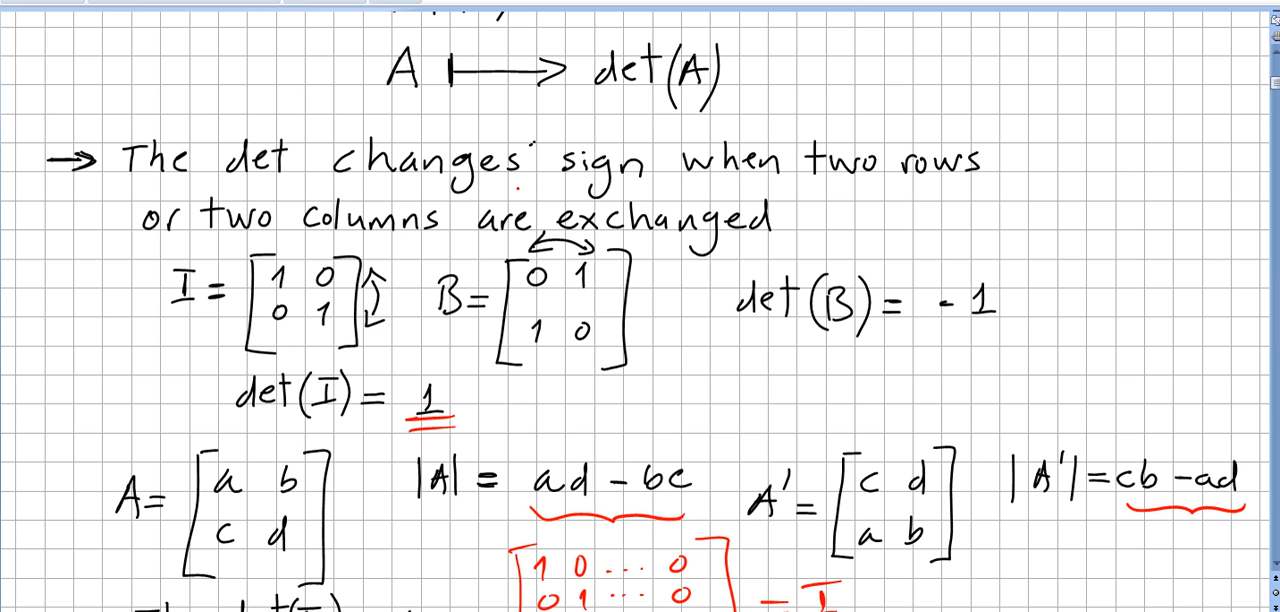 A ⟼ det(A)
→ The det changes sign when two rows
or two columns are exchanged
I = [1 0; 0 1] B = [0 1; 1 0] det(B) = -1
det(I) = 1
A = [a b; c d] |A| = ad - bc A' = [c d; a b] |A'| = cb - ad
[1 0 ... 0
0 1 ... 0 = I